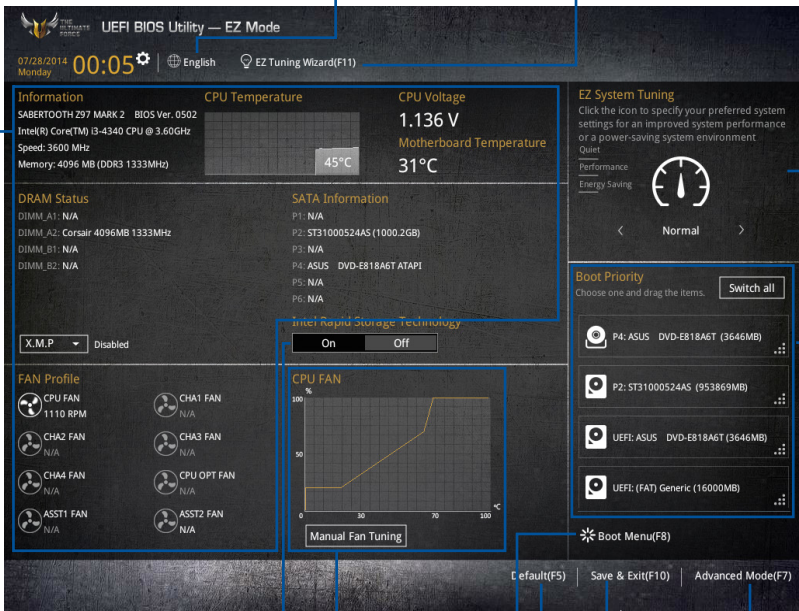 THE ULTIMATE FORCE
UEFI BIOS Utility — EZ Mode
07/28/2014
Monday
00:05
English
EZ Tuning Wizard(F11)
Information
SABERTOOTH Z97 MARK 2 BIOS Ver. 0502
Intel(R) Core(TM) i3-4340 CPU @ 3.60GHz
Speed: 3600 MHz
Memory: 4096 MB (DDR3 1333MHz)
CPU Temperature
45°C
CPU Voltage
1.136 V
Motherboard Temperature
31°C
EZ System Tuning
Click the icon to specify your preferred system
settings for an improved system performance
or a power-saving system environment
Quiet
Performance
Energy Saving
< Normal >
DRAM Status
DIMM_A1: N/A
DIMM_A2: Corsair 4096MB 1333MHz
DIMM_B1: N/A
DIMM_B2: N/A
X.M.P Disabled
SATA Information
P1: N/A
P2: ST31000524AS (1000.2GB)
P3: N/A
P4: ASUS DVD-E818A6T ATAPI
P5: N/A
P6: N/A
Intel Rapid Storage Technology
On Off
Boot Priority
Choose one and drag the items.
Switch all
P4: ASUS DVD-E818A6T (3646MB)
P2: ST31000524AS (953869MB)
UEFI: ASUS DVD-E818A6T (3646MB)
UEFI: (FAT) Generic (16000MB)
FAN Profile
CPU FAN
1110 RPM
CHA1 FAN
N/A
CHA2 FAN
N/A
CHA3 FAN
N/A
CHA4 FAN
N/A
CPU OPT FAN
N/A
ASST1 FAN
N/A
ASST2 FAN
N/A
CPU FAN
%
100
50
°C
0 30 70 100
Manual Fan Tuning
Boot Menu(F8)
Default(F5)
Save & Exit(F10)
Advanced Mode(F7)